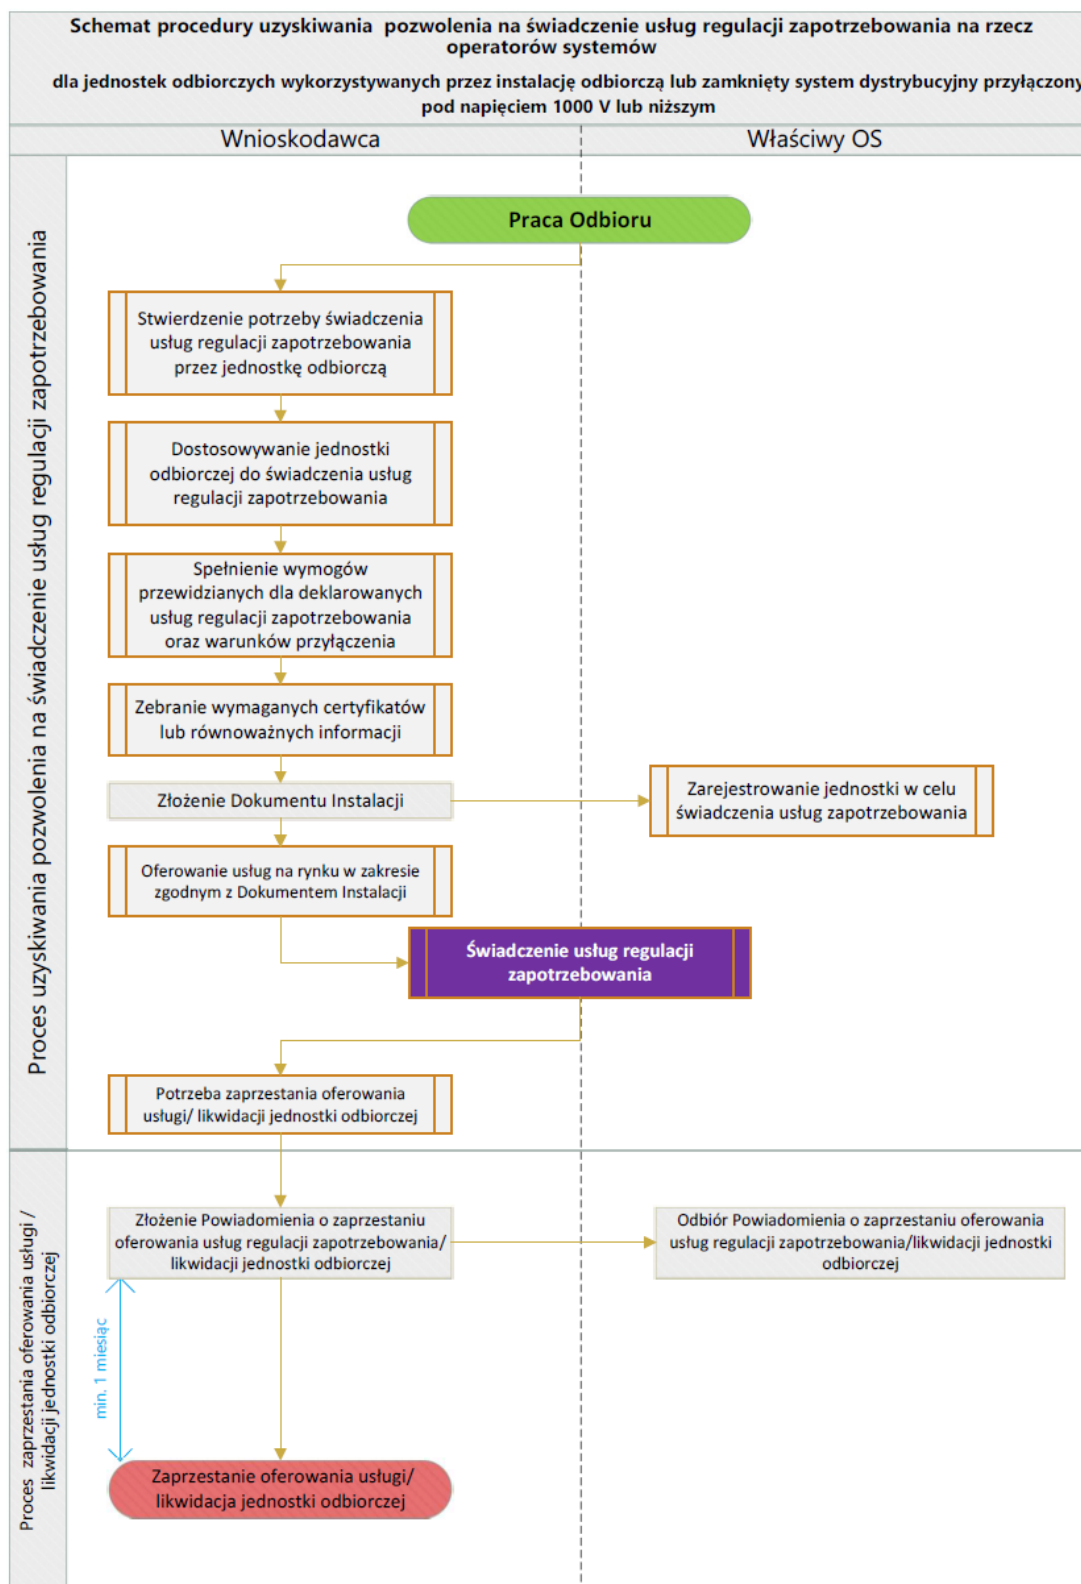 Schemat procedury uzyskiwania pozwolenia na świadczenie usług regulacji zapotrzebowania na rzecz
operatorów systemów
dla jednostek odbiorczych wykorzystywanych przez instalację odbiorczą lub zamknięty system dystrybucyjny przyłączony
pod napięciem 1000 V lub niższym
Wnioskodawca
Właściwy OS
Proces uzyskiwania pozwolenia na świadczenie usług regulacji zapotrzebowania
Praca Odbioru
Stwierdzenie potrzeby świadczenia
usług regulacji zapotrzebowania
przez jednostkę odbiorczą
Dostosowywanie jednostki
odbiorczej do świadczenia usług
regulacji zapotrzebowania
Spełnienie wymogów
przewidzianych dla deklarowanych
usług regulacji zapotrzebowania
oraz warunków przyłączenia
Zebranie wymaganych certyfikatów
lub równoważnych informacji
Złożenie Dokumentu Instalacji
Zarejestrowanie jednostki w celu
świadczenia usług zapotrzebowania
Oferowanie usług na rynku w zakresie
zgodnym z Dokumentem Instalacji
Świadczenie usług regulacji
zapotrzebowania
Potrzeba zaprzestania oferowania
usługi/ likwidacji jednostki odbiorczej
Proces zaprzestania oferowania usługi /
likwidacji jednostki odbiorczej
Złożenie Powiadomienia o zaprzestaniu
oferowania usług regulacji zapotrzebowania/
likwidacji jednostki odbiorczej
Odbiór Powiadomienia o zaprzestaniu oferowania
usług regulacji zapotrzebowania/likwidacji jednostki
odbiorczej
min. 1 miesiąc
Zaprzestanie oferowania usługi/
likwidacja jednostki odbiorczej